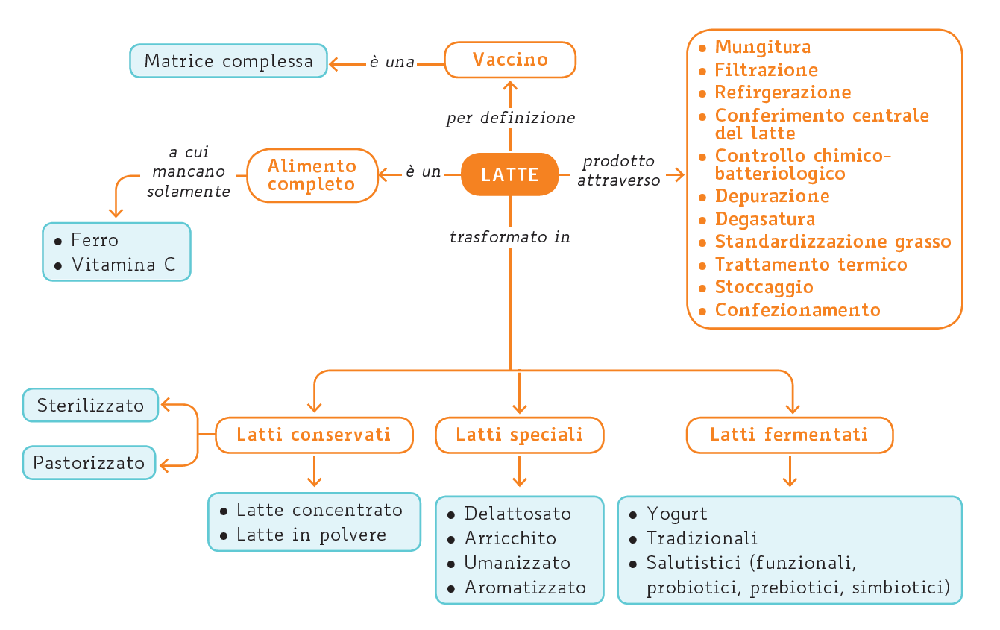 Matrice complessa
è una
Vaccino
per definizione
LATTE
è un
Alimento
completo
a cui
mancano
solamente
• Ferro
• Vitamina C
prodotto
attraverso
• Mungitura
• Filtrazione
• Refirgerazione
• Conferimento centrale
del latte
• Controllo chimico-
batteriologico
• Depurazione
• Degasatura
• Standardizzazione grasso
• Trattamento termico
• Stoccaggio
• Confezionamento
trasformato in
Sterilizzato
Pastorizzato
Latti conservati
• Latte concentrato
• Latte in polvere
Latti speciali
• Delattosato
• Arricchito
• Umanizzato
• Aromatizzato
Latti fermentati
• Yogurt
• Tradizionali
• Salutistici (funzionali,
probiotici, prebiotici, simbiotici)